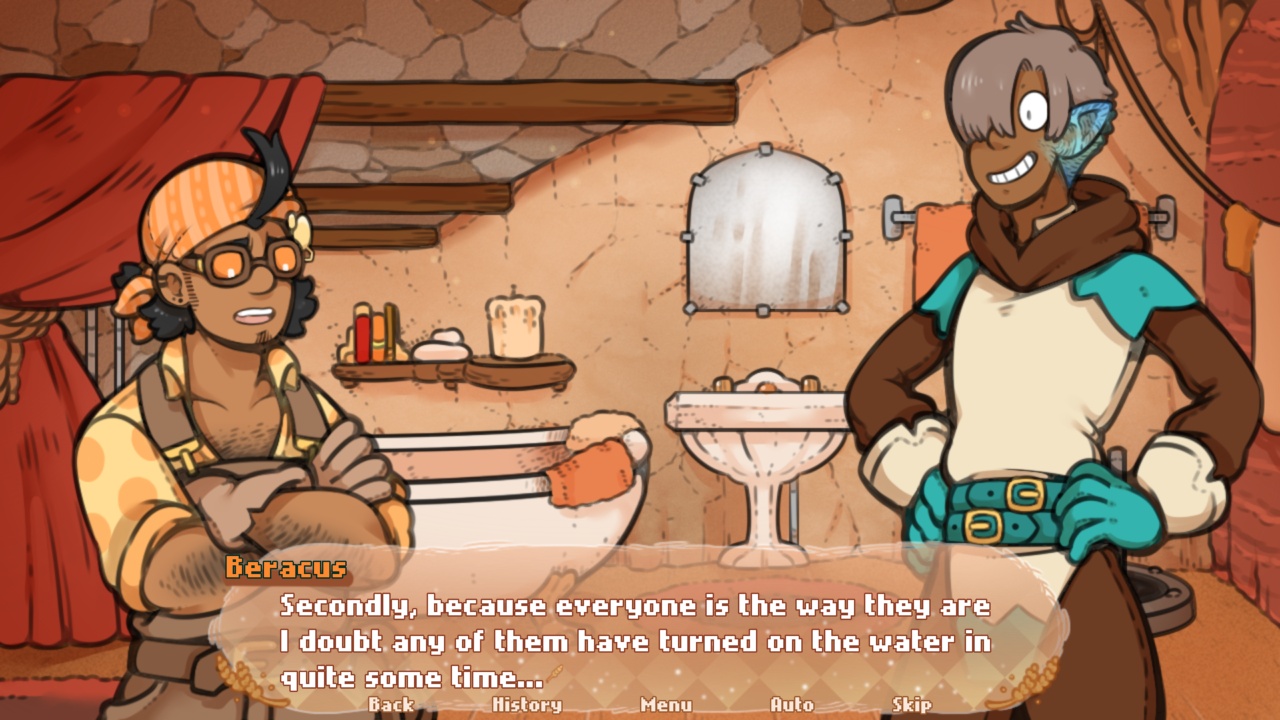 Beracus
Secondly, because everyone is the way they are
I doubt any of them have turned on the water in
quite some time...
Back History Menu Auto Skip